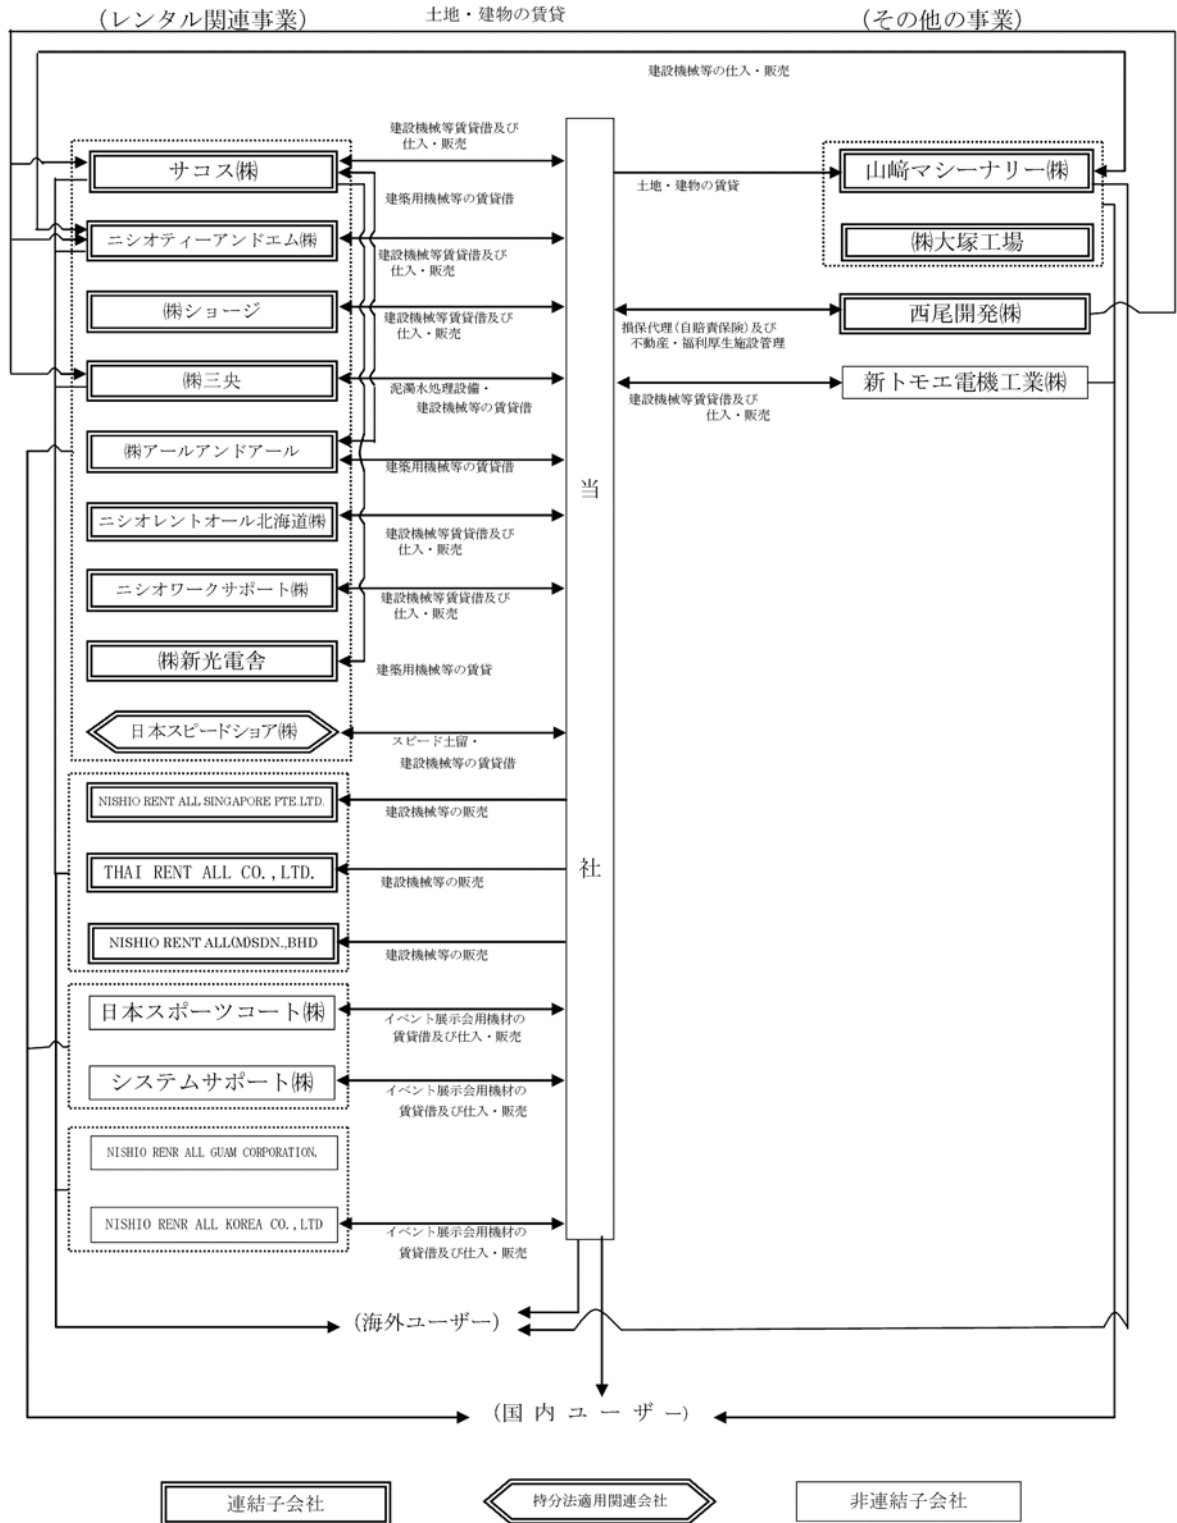 (レンタル関連事業)
土地・建物の賃貸
(その他の事業)
建設機械等の仕入・販売
建設機械等賃貸借及び
仕入・販売
サコス㈱
山﨑マシーナリー㈱
土地・建物の賃貸
建築用機械等の賃貸借
ニシオティーアンドエム㈱
建設機械等賃貸借及び
仕入・販売
㈱大塚工場
㈱ショージ
建設機械等賃貸借及び
仕入・販売
西尾開発㈱
損保代理(自賠責保険)及び
不動産・福利厚生施設管理
㈱三央
泥濁水処理設備・
建設機械等の賃貸借
新トモエ電機工業㈱
建設機械等賃貸借及び
仕入・販売
㈱アールアンドアール
建築用機械等の賃貸借
当
社
ニシオレントオール北海道㈱
建設機械等賃貸借及び
仕入・販売
ニシオワークサポート㈱
建設機械等賃貸借及び
仕入・販売
㈱新光電舎
建築用機械等の賃貸
日本スピードショア㈱
スピード土留・
建設機械等の賃貸借
NISHIO RENT ALL SINGAPORE PTE.LTD.
建設機械等の販売
THAI RENT ALL CO.,LTD.
建設機械等の販売
NISHIO RENT ALL(M)SDN.,BHD
建設機械等の販売
日本スポーツコート㈱
イベント展示会用機材の
賃貸借及び仕入・販売
システムサポート㈱
イベント展示会用機材の
賃貸借及び仕入・販売
NISHIO RENR ALL GUAM CORPORATION.
NISHIO RENR ALL KOREA CO.,LTD
イベント展示会用機材の
賃貸借及び仕入・販売
(海外ユーザー)
(国 内 ユ ー ザ ー)
連結子会社
持分法適用関連会社
非連結子会社